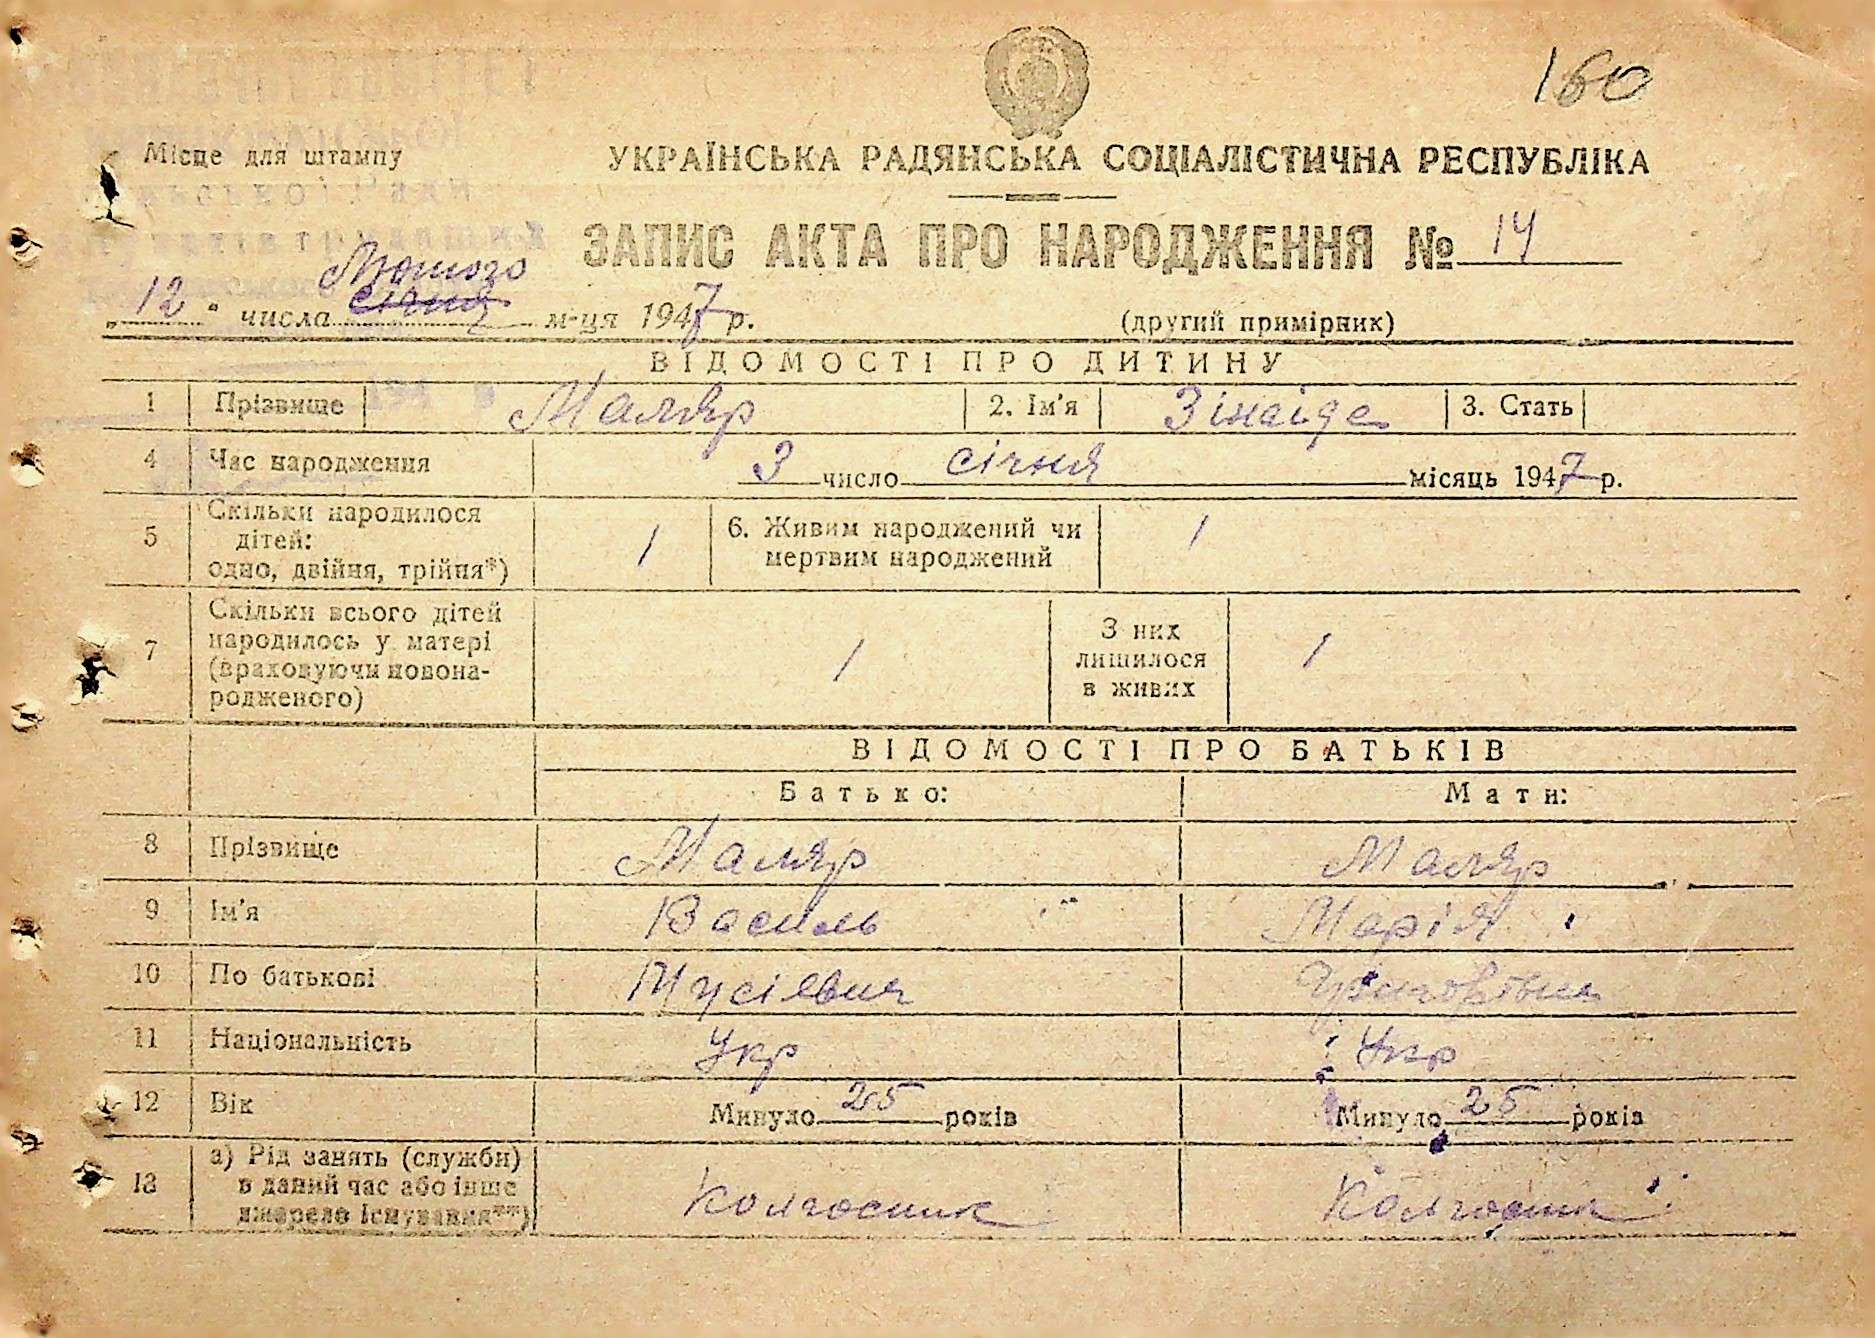 160
Місце для штампу
УКРАЇНСЬКА РАДЯНСЬКА СОЦІАЛІСТИЧНА РЕСПУБЛІКА
ЗАПИС АКТА ПРО НАРОДЖЕННЯ № 14
Лютого
„12" числа січня м-ця 1947 р.
(другий примірник)
ВІДОМОСТІ ПРО ДИТИНУ
1 Прізвище Маляр 2. Ім'я Зінаіда 3. Стать
4 Час народження 3 число січня місяць 1947 р.
5 Скільки народилося дітей: одно, двійня, трійня*) 1 6. Живим народжений чи мертвим народжений 1
7 Скільки всього дітей народилось у матері (враховуючи новонародженого) 1 З них лишилося в живих 1
ВІДОМОСТІ ПРО БАТЬКІВ
Батько: Мати:
8 Прізвище Маляр Маляр
9 Ім'я Василь Марія
10 По батькові Мусієвич
11 Національність Укр Укр
12 Вік Минуло 25 років Минуло 25 років
13 а) Рід занять (служби) в даний час або інше джерело існування**) Колгосник Колгосник